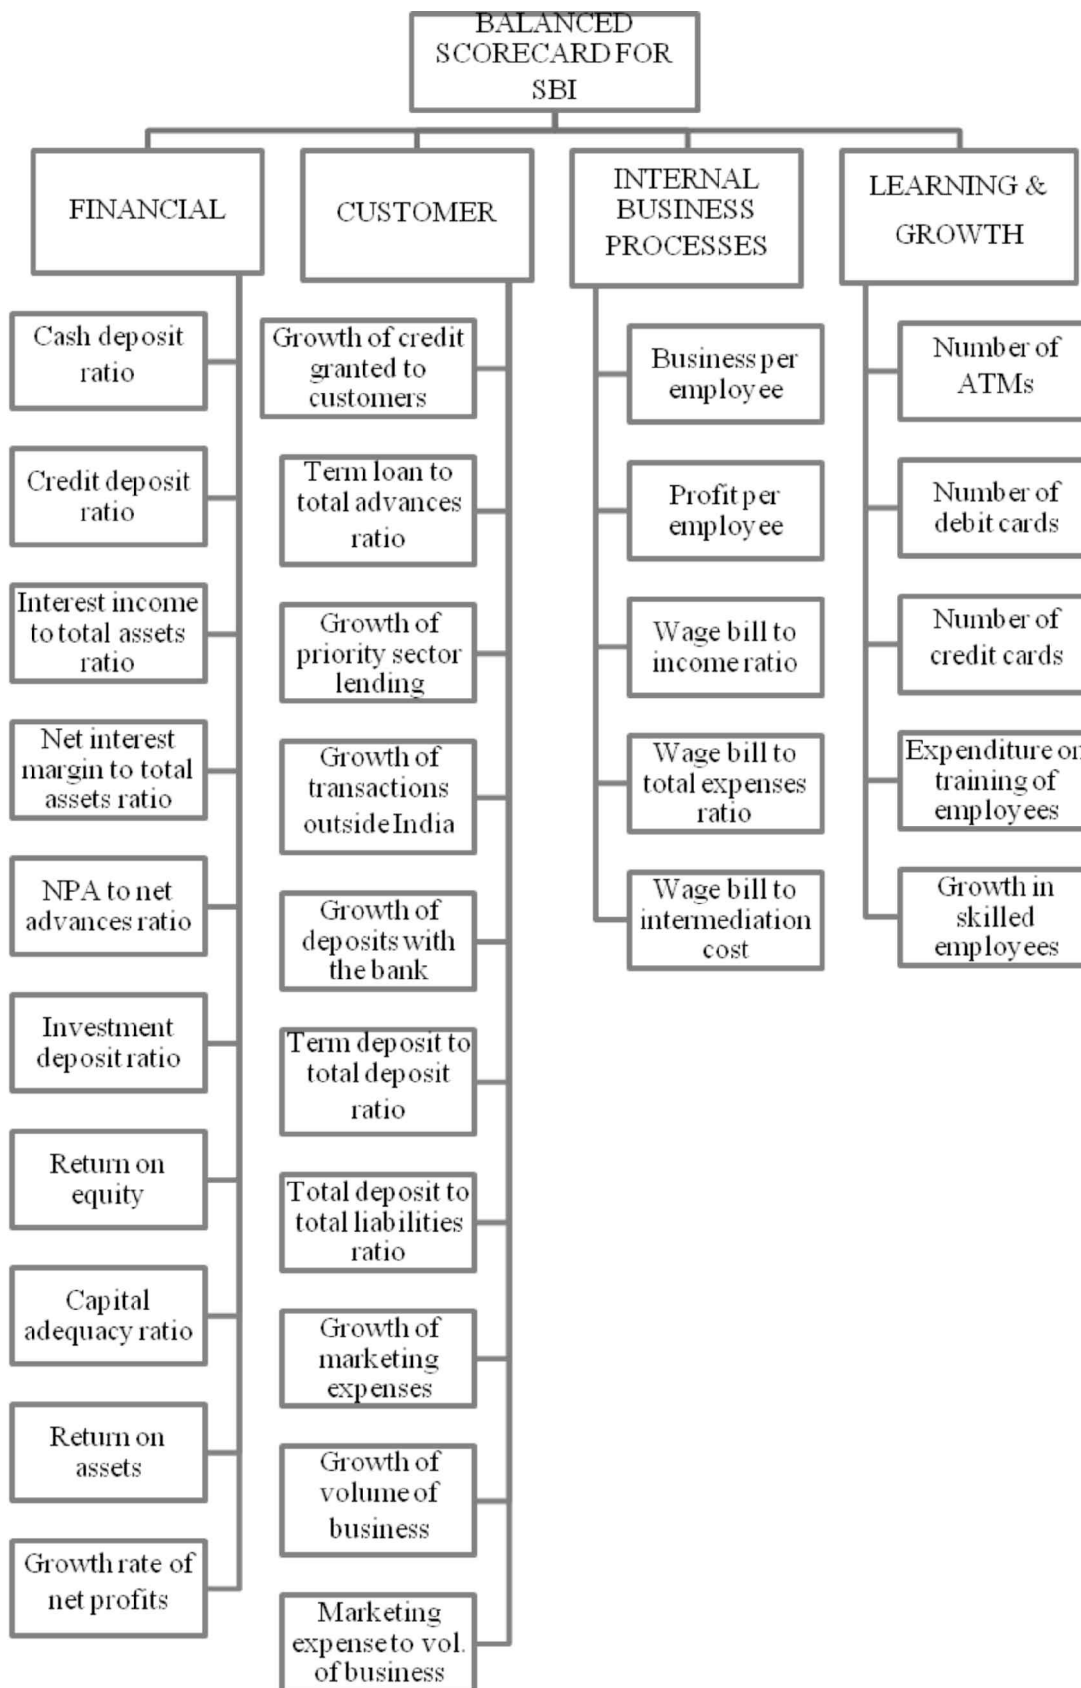 BALANCED
SCORECARD FOR
SBI
FINANCIAL
Cash deposit
ratio
Credit deposit
ratio
Interest income
to total assets
ratio
Net interest
margin to total
assets ratio
NPA to net
advances ratio
Investment
deposit ratio
Return on
equity
Capital
adequacy ratio
Return on
assets
Growth rate of
net profits
CUSTOMER
Growth of credit
granted to
customers
Term loan to
total advances
ratio
Growth of
priority sector
lending
Growth of
transactions
outside India
Growth of
deposits with
the bank
Term deposit to
total deposit
ratio
Total deposit to
total liabilities
ratio
Growth of
marketing
expenses
Growth of
volume of
business
Marketing
expense to vol.
of business
INTERNAL
BUSINESS
PROCESSES
Business per
employee
Profit per
employee
Wage bill to
income ratio
Wage bill to
total expenses
ratio
Wage bill to
intermediation
cost
LEARNING &
GROWTH
Number of
ATMs
Number of
debit cards
Number of
credit cards
Expenditure on
training of
employees
Growth in
skilled
employees